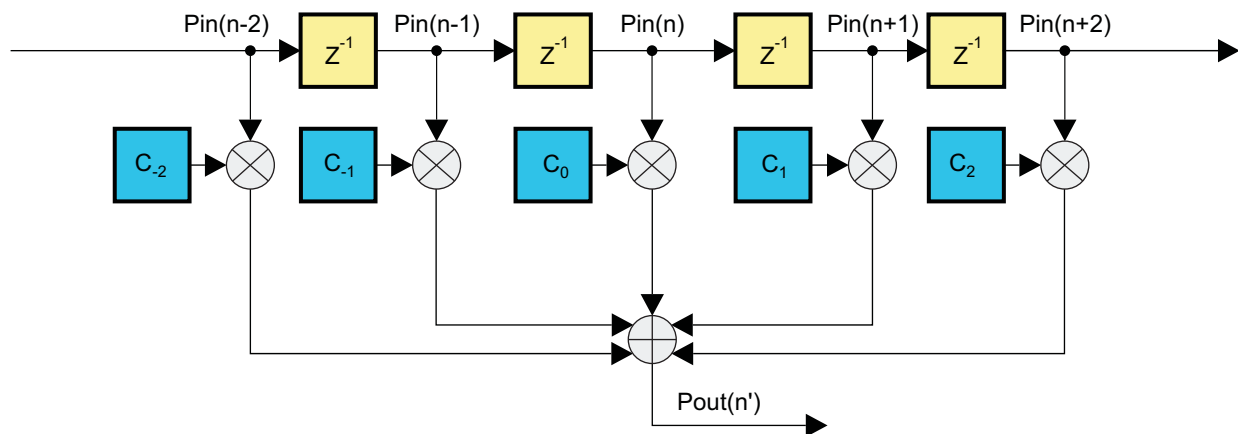 Pin(n-2) Pin(n-1) Pin(n) Pin(n+1) Pin(n+2)
Z⁻¹ Z⁻¹ Z⁻¹ Z⁻¹
C₋₂ C₋₁ C₀ C₁ C₂
Pout(n')